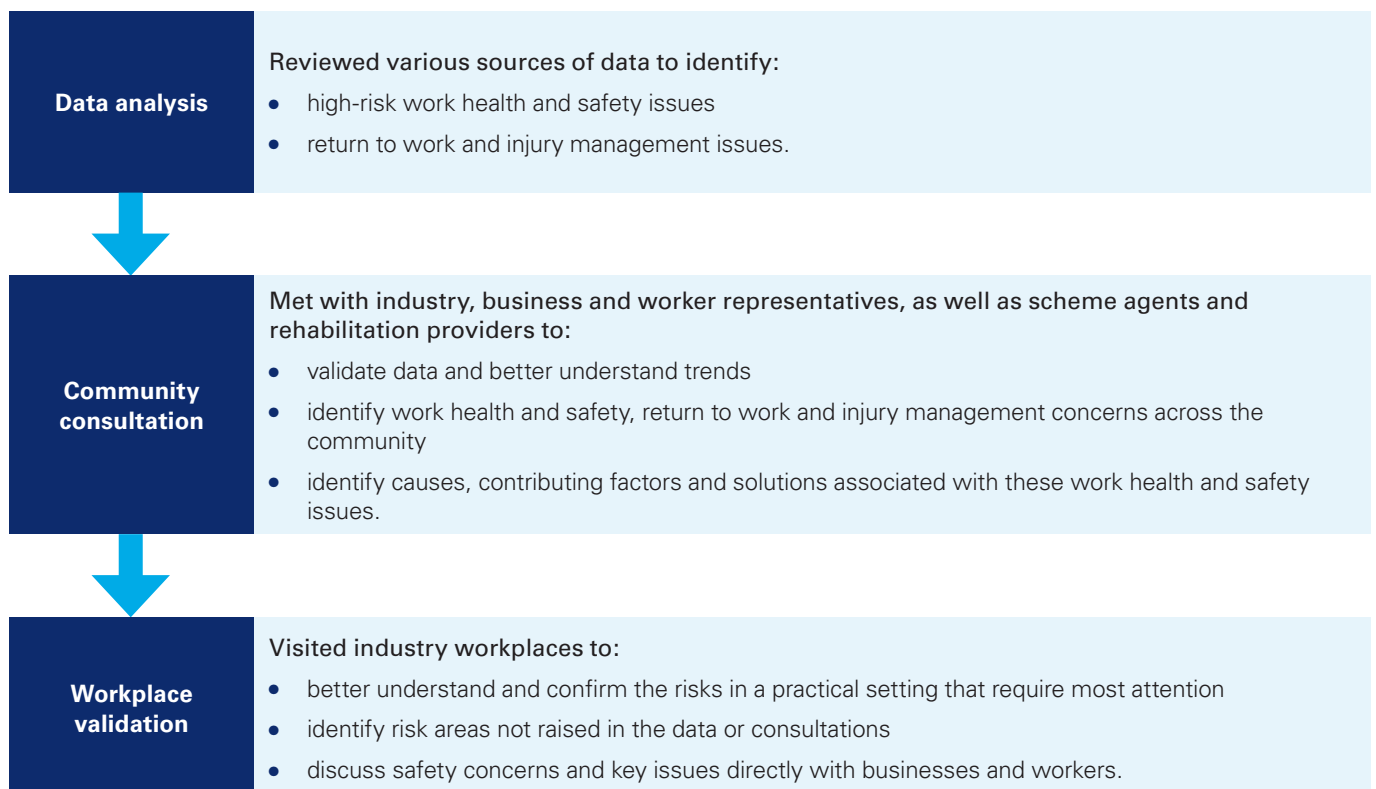 Data analysis
Reviewed various sources of data to identify:
• high-risk work health and safety issues
• return to work and injury management issues.
Community
consultation
Met with industry, business and worker representatives, as well as scheme agents and
rehabilitation providers to:
• validate data and better understand trends
• identify work health and safety, return to work and injury management concerns across the
community
• identify causes, contributing factors and solutions associated with these work health and safety
issues.
Workplace
validation
Visited industry workplaces to:
• better understand and confirm the risks in a practical setting that require most attention
• identify risk areas not raised in the data or consultations
• discuss safety concerns and key issues directly with businesses and workers.